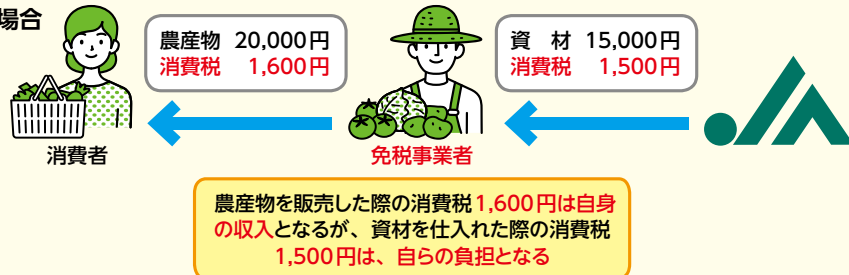 場合
農産物 20,000円
消費税 1,600円
資 材 15,000円
消費税 1,500円
消費者
免税事業者
JA
農産物を販売した際の消費税1,600円は自身
の収入となるが、資材を仕入れた際の消費税
1,500円は、自らの負担となる